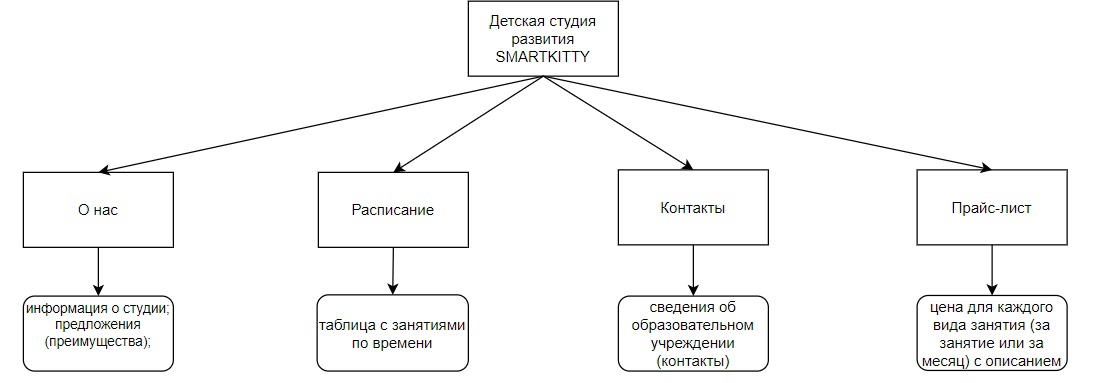 Детская студия
развития
SMARTKITTY
О нас
Расписание
Контакты
Прайс-лист
информация о студии;
предложения
(преимущества);
таблица с занятиями
по времени
сведения об
образовательном
учреждении
(контакты)
цена для каждого
вида занятия (за
занятие или за
месяц) с описанием